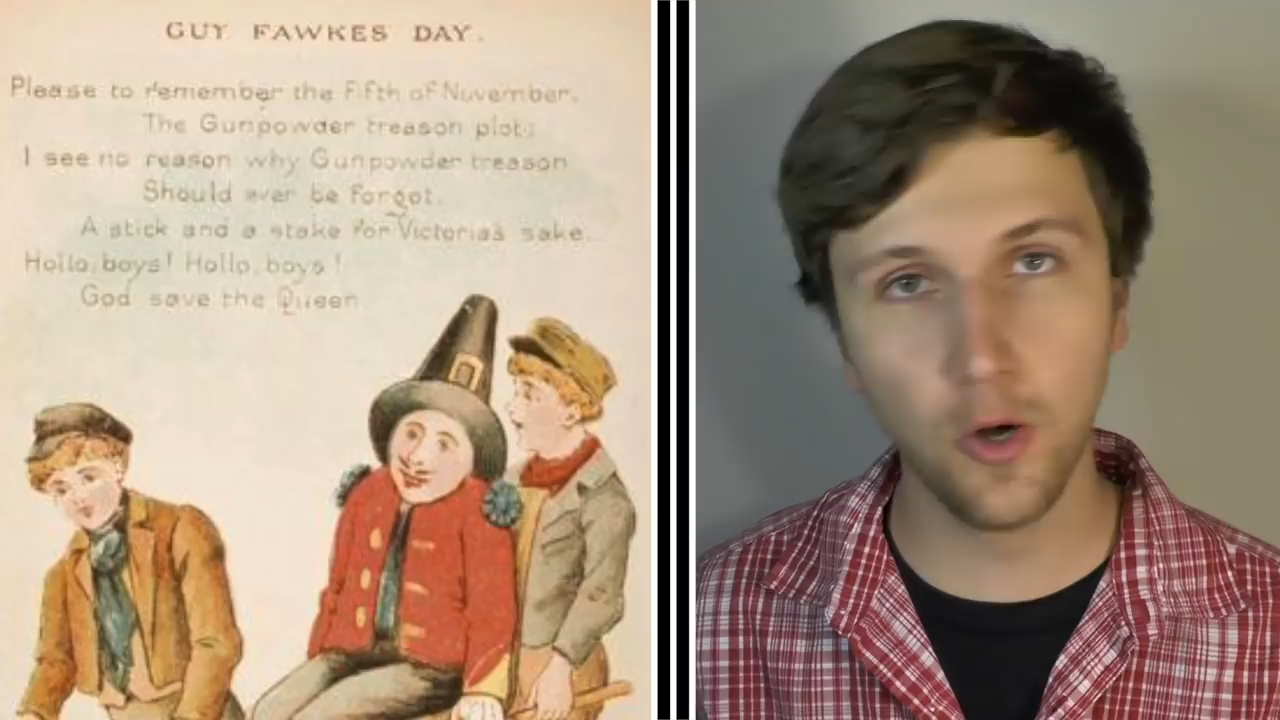 GUY FAWKES DAY.
Please to remember the Fifth of November,
The Gunpowder treason plot;
I see no reason why Gunpowder treason
Should ever be forgot.
A stick and a stake for Victoria's sake.
Hollo, boys! Hollo, boys!
God save the Queen